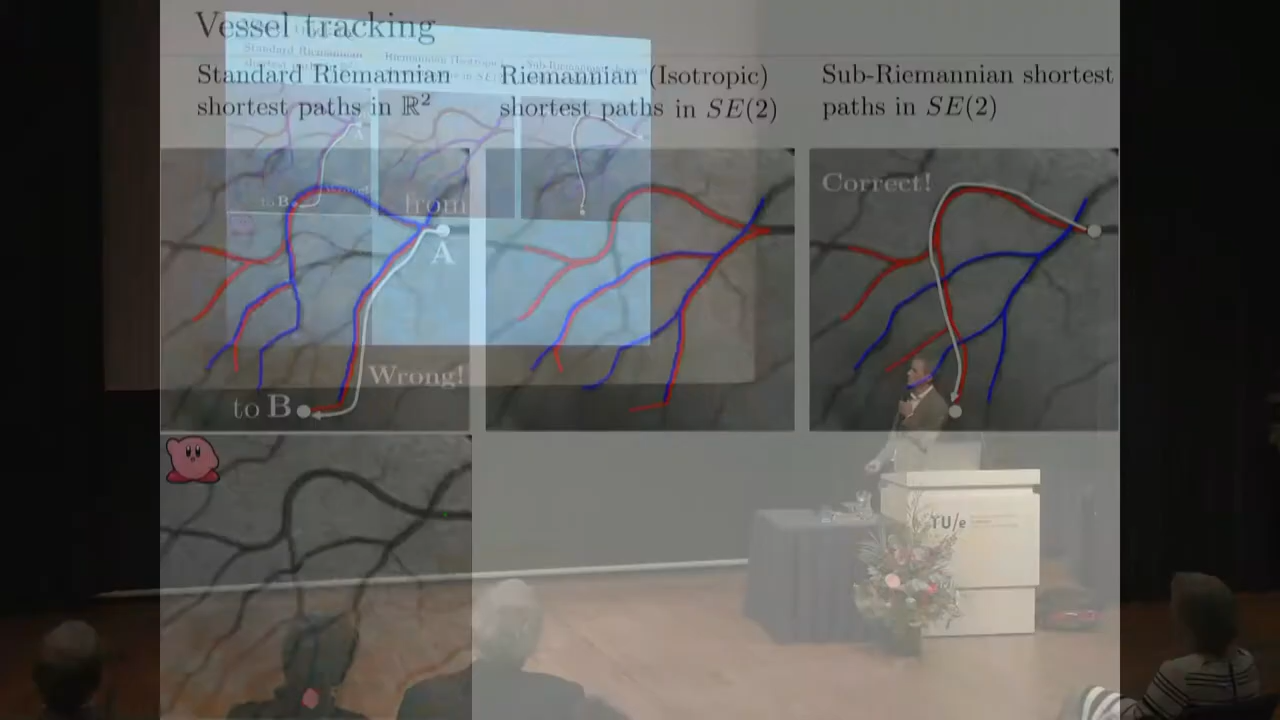 Vessel tracking
Standard Riemannian
shortest paths in ℝ²
Riemannian (Isotropic)
shortest paths in SE(2)
Sub-Riemannian shortest
paths in SE(2)
from
A
Wrong!
to B
Correct!
to B
TU/e